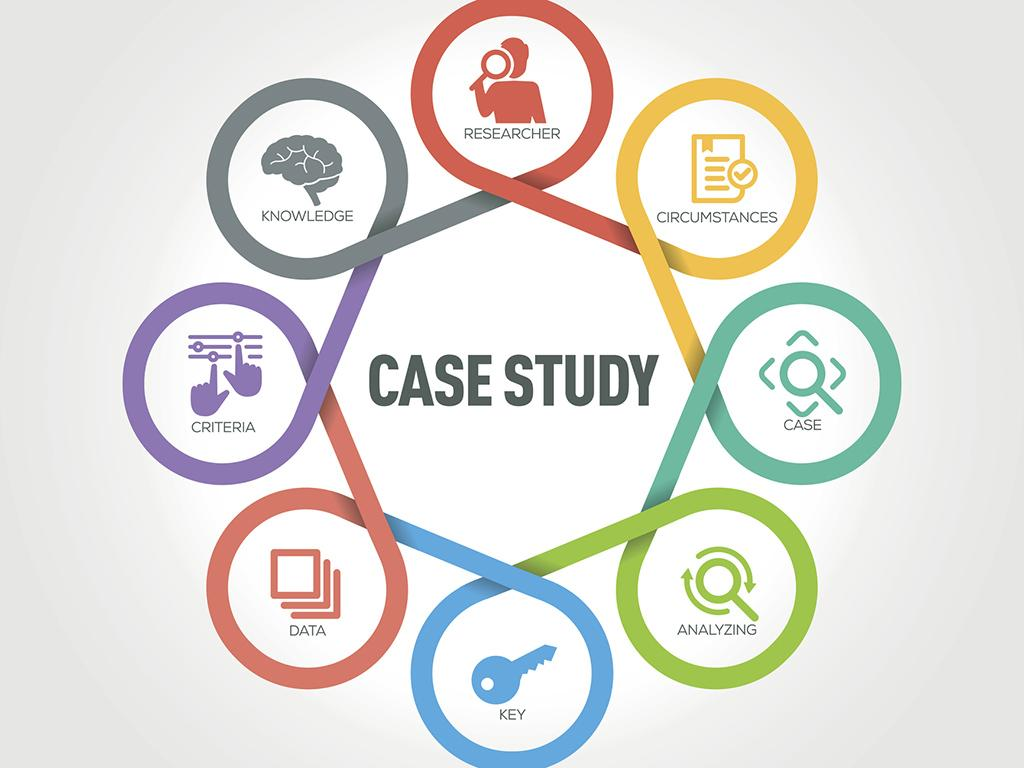 RESEARCHER
KNOWLEDGE
CIRCUMSTANCES
CASE STUDY
CRITERIA
CASE
DATA
ANALYZING
KEY